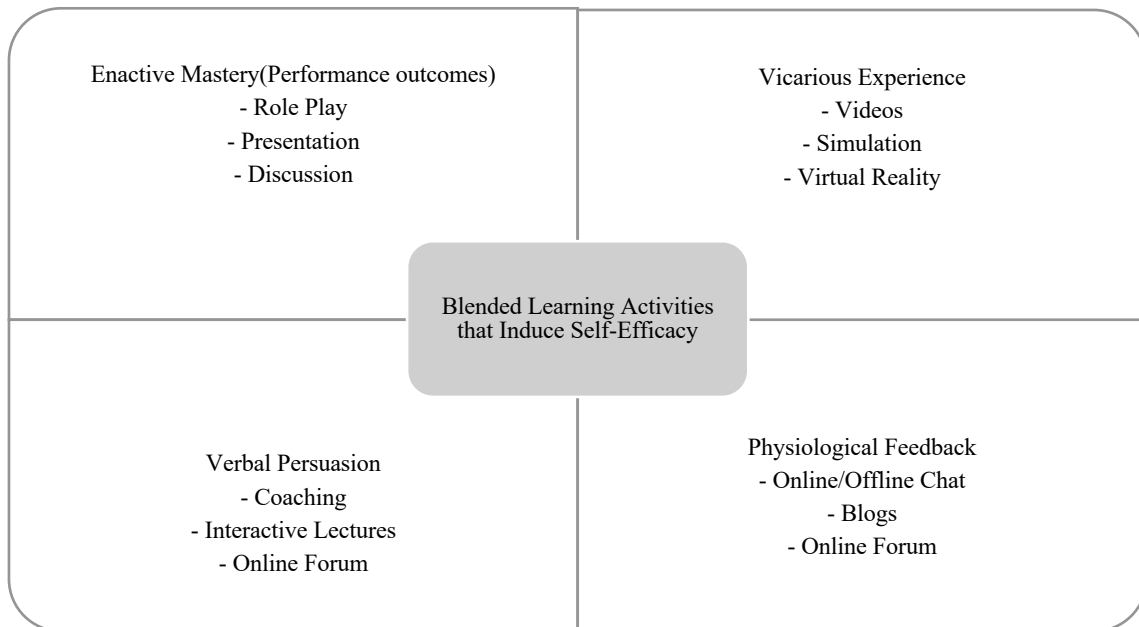 Enactive Mastery(Performance outcomes)
- Role Play
- Presentation
- Discussion
Vicarious Experience
- Videos
- Simulation
- Virtual Reality
Blended Learning Activities
that Induce Self-Efficacy
Verbal Persuasion
- Coaching
- Interactive Lectures
- Online Forum
Physiological Feedback
- Online/Offline Chat
- Blogs
- Online Forum